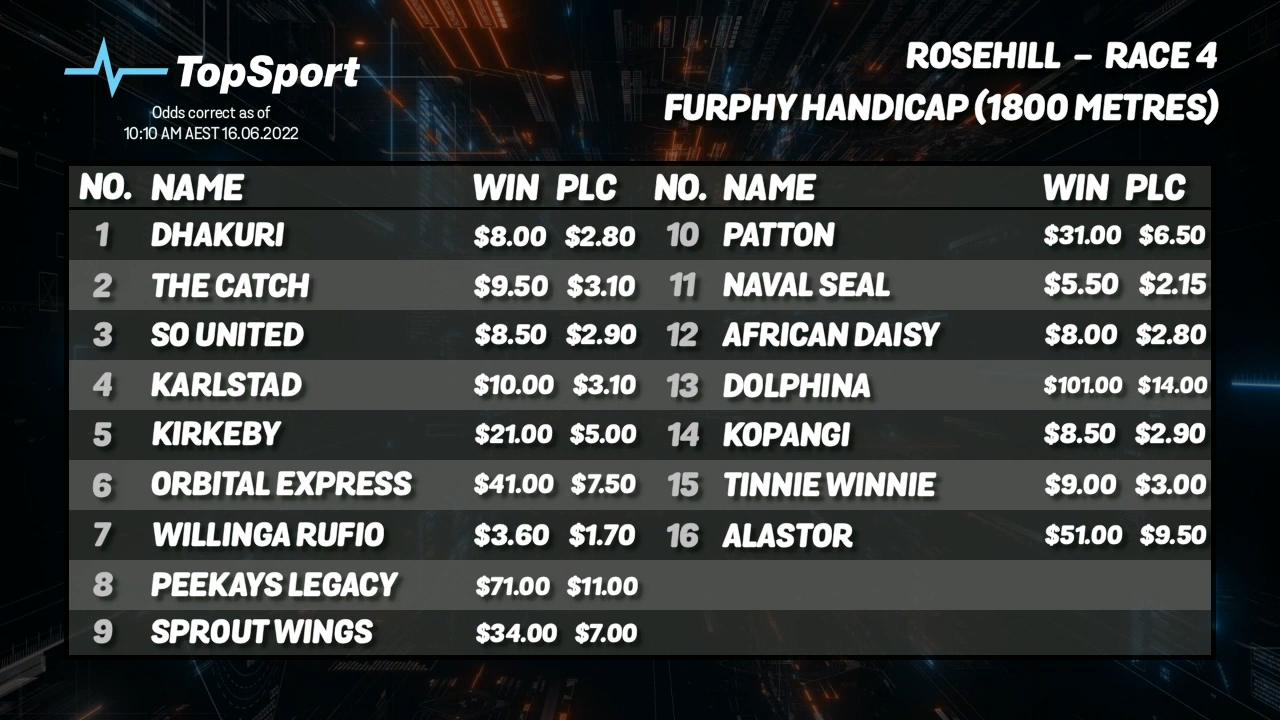 TopSport
Odds correct as of
10:10 AM AEST 16.06.2022
ROSEHILL – RACE 4
FURPHY HANDICAP (1800 METRES)
NO. NAME WIN PLC NO. NAME WIN PLC
1 DHAKURI $8.00 $2.80 10 PATTON $31.00 $6.50
2 THE CATCH $9.50 $3.10 11 NAVAL SEAL $5.50 $2.15
3 SO UNITED $8.50 $2.90 12 AFRICAN DAISY $8.00 $2.80
4 KARLSTAD $10.00 $3.10 13 DOLPHINA $101.00 $14.00
5 KIRKEBY $21.00 $5.00 14 KOPANGI $8.50 $2.90
6 ORBITAL EXPRESS $41.00 $7.50 15 TINNIE WINNIE $9.00 $3.00
7 WILLINGA RUFIO $3.60 $1.70 16 ALASTOR $51.00 $9.50
8 PEEKAYS LEGACY $71.00 $11.00
9 SPROUT WINGS $34.00 $7.00